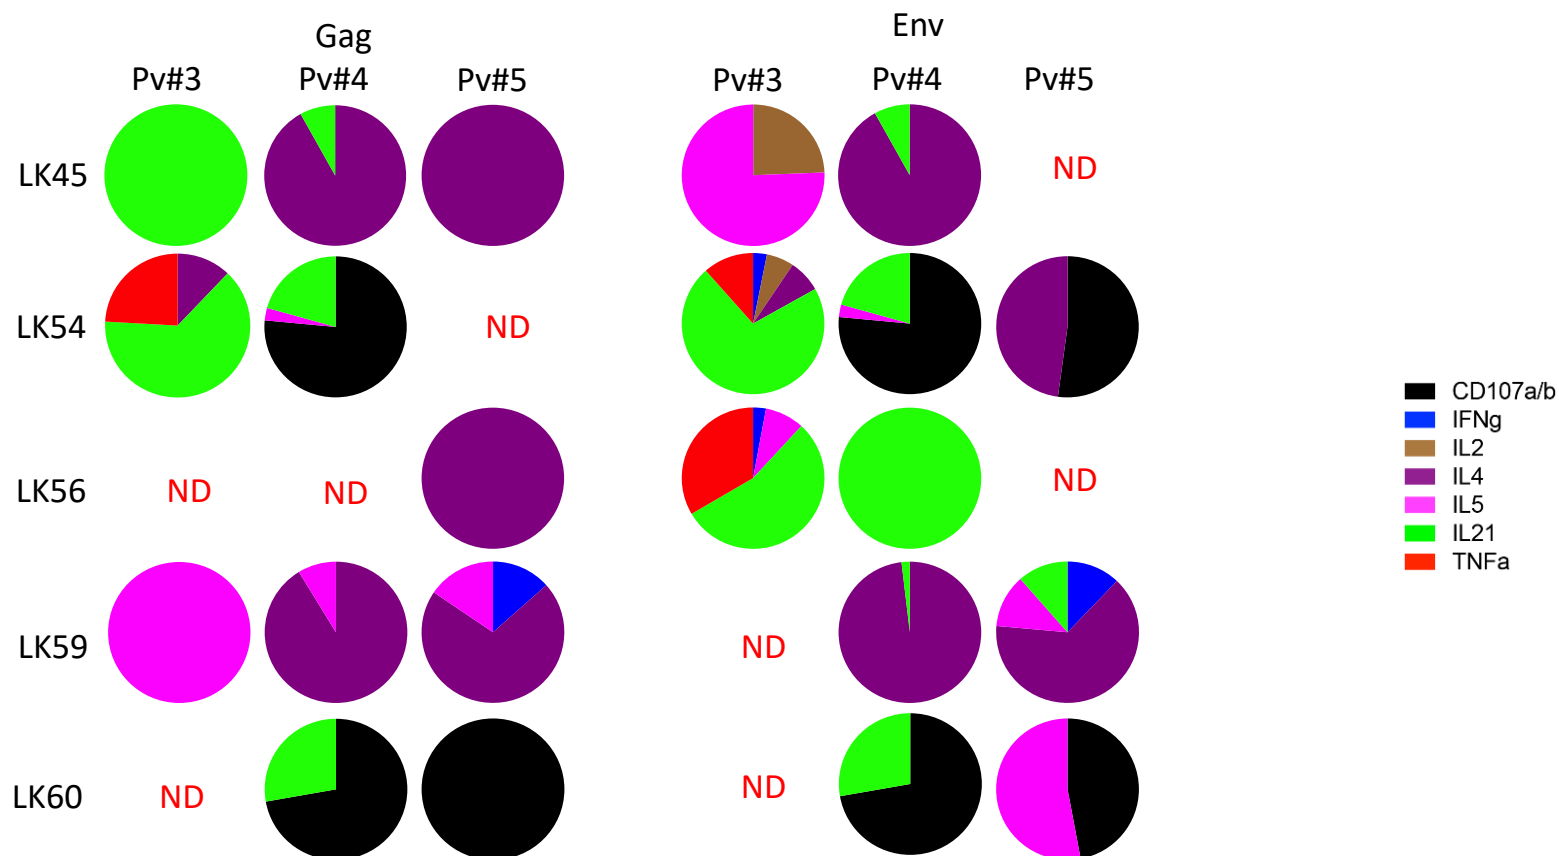 Gag
Env
Pv#3 Pv#4 Pv#5 Pv#3 Pv#4 Pv#5
LK45 ND
LK54 ND
LK56 ND ND ND
LK59 ND
LK60 ND ND
CD107a/b
IFNg
IL2
IL4
IL5
IL21
TNFa